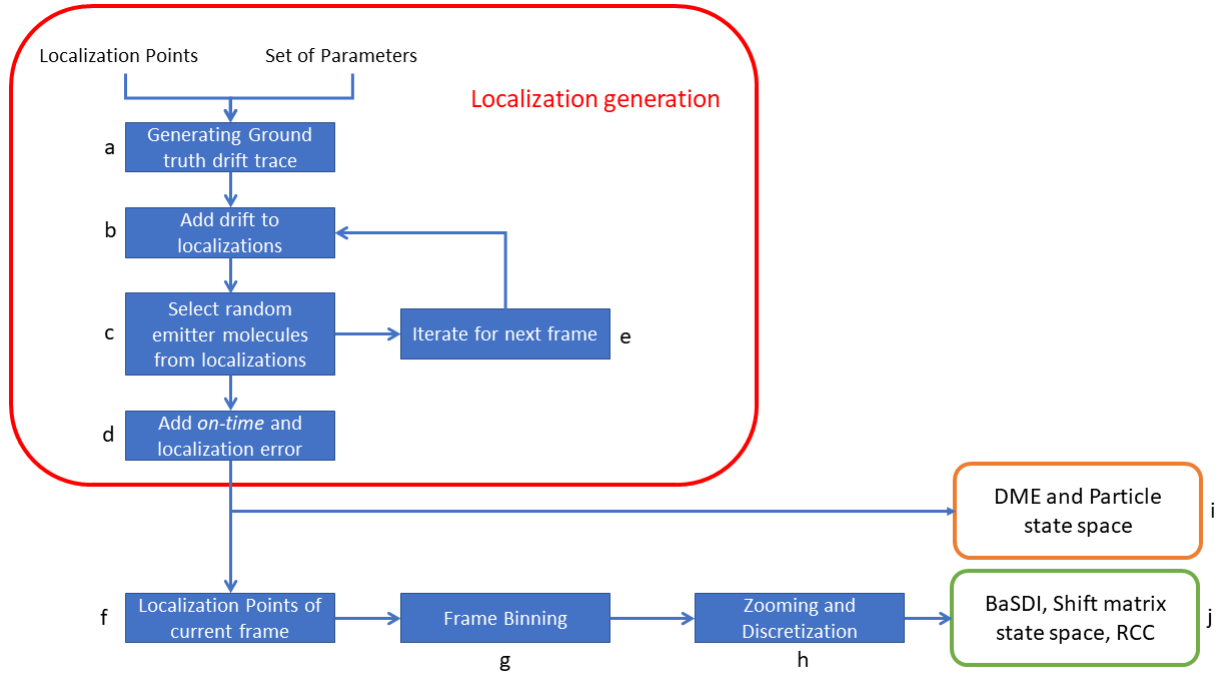 Localization Points
Set of Parameters
Localization generation
a
Generating Ground
truth drift trace
b
Add drift to
localizations
c
Select random
emitter molecules
from localizations
Iterate for next frame
e
d
Add on-time and
localization error
DME and Particle
state space
i
f
Localization Points of
current frame
Frame Binning
g
Zooming and
Discretization
h
BaSDI, Shift matrix
state space, RCC
j